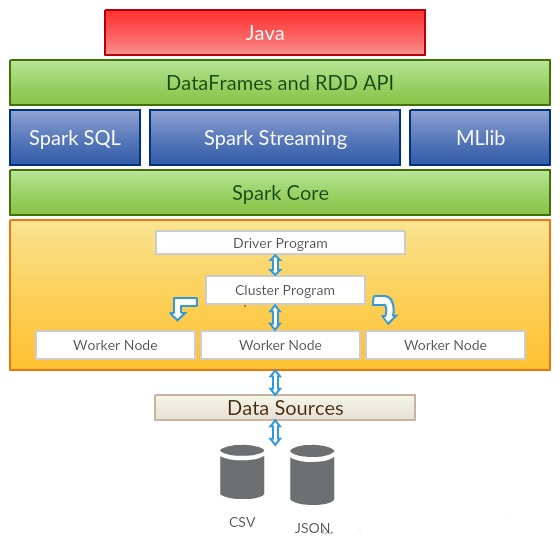 Java
DataFrames and RDD API
Spark SQL
Spark Streaming
MLlib
Spark Core
Driver Program
Cluster Program
Worker Node
Worker Node
Worker Node
Data Sources
CSV
JSON